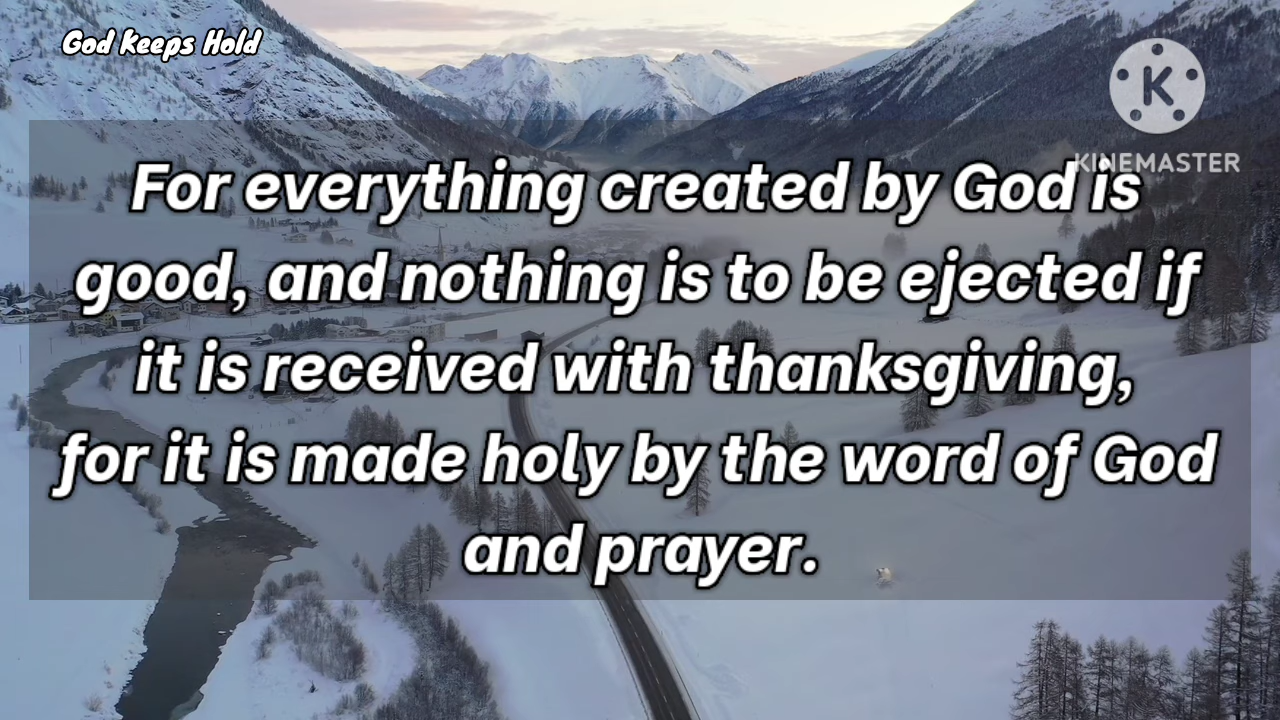 God Keeps Hold
K
KINEMASTER
For everything created by God is
good, and nothing is to be ejected if
it is received with thanksgiving,
for it is made holy by the word of God
and prayer.